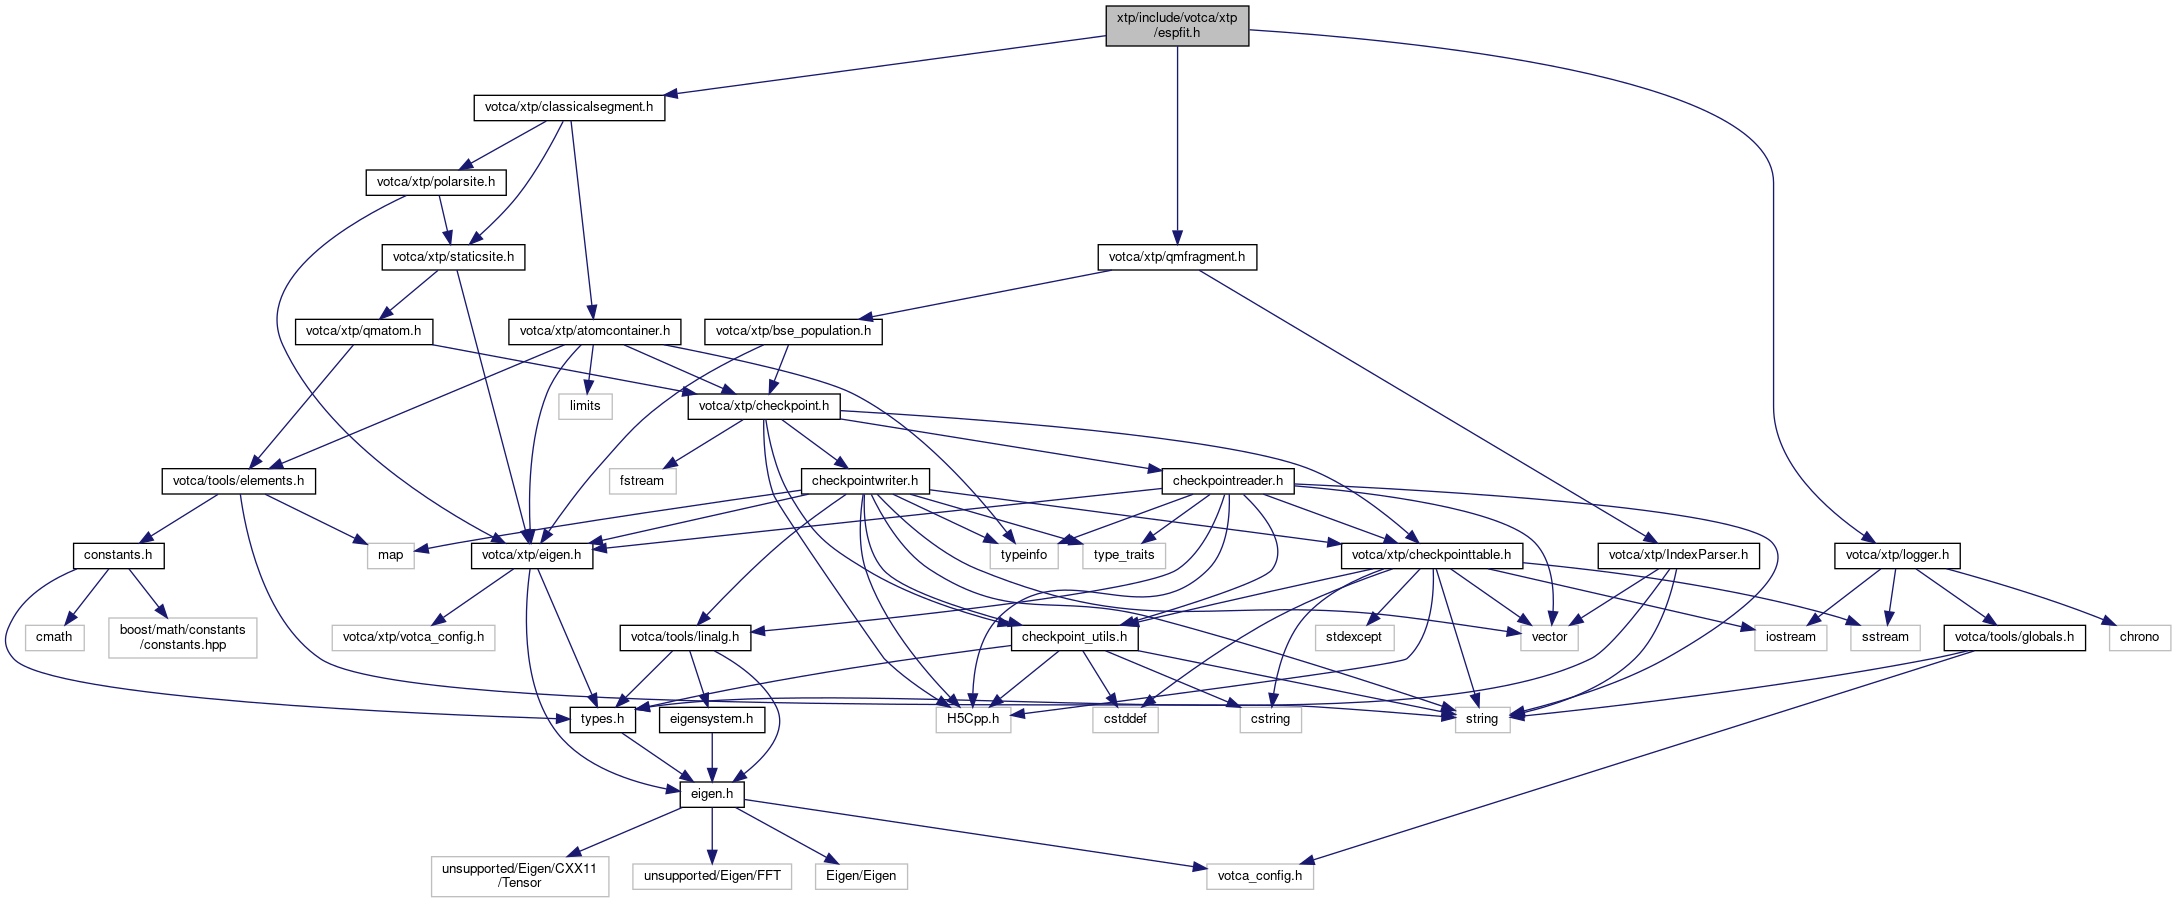 xtp/include/votca/xtp
/espfit.h
votca/xtp/classicalsegment.h
votca/xtp/polarsite.h
votca/xtp/staticsite.h
votca/xtp/qmfragment.h
votca/xtp/qmatom.h
votca/xtp/atomcontainer.h
votca/xtp/bse_population.h
limits
votca/xtp/checkpoint.h
votca/tools/elements.h
fstream
checkpointwriter.h
checkpointreader.h
constants.h
map
votca/xtp/eigen.h
typeinfo
type_traits
votca/xtp/checkpointtable.h
votca/xtp/IndexParser.h
votca/xtp/logger.h
cmath
boost/math/constants
/constants.hpp
votca/xtp/votca_config.h
votca/tools/linalg.h
checkpoint_utils.h
stdexcept
vector
iostream
sstream
votca/tools/globals.h
chrono
types.h
eigensystem.h
H5Cpp.h
cstddef
cstring
string
eigen.h
unsupported/Eigen/CXX11
/Tensor
unsupported/Eigen/FFT
Eigen/Eigen
votca_config.h